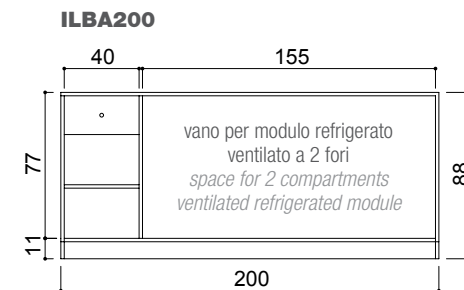 ILBA200
40 155
vano per modulo refrigerato
ventilato a 2 fori
space for 2 compartments
ventilated refrigerated module
77
88
11
200